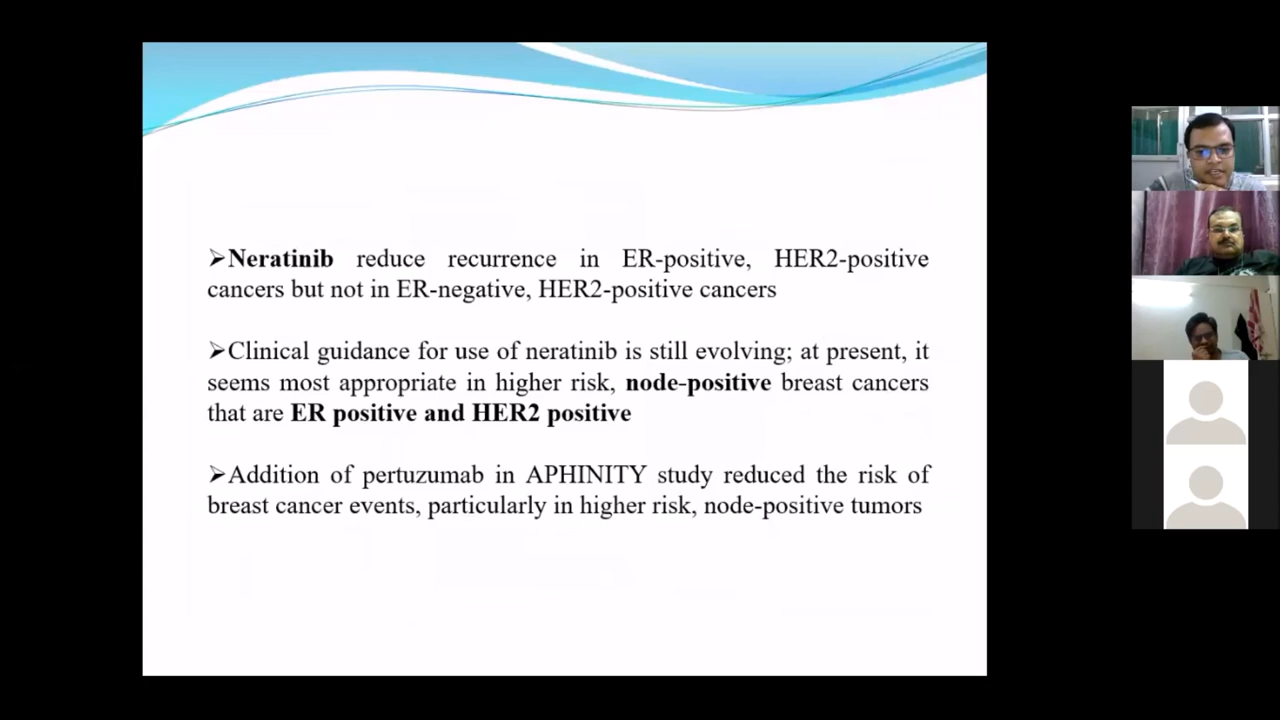 ➢Neratinib reduce recurrence in ER-positive, HER2-positive
cancers but not in ER-negative, HER2-positive cancers
➢Clinical guidance for use of neratinib is still evolving; at present, it
seems most appropriate in higher risk, node-positive breast cancers
that are ER positive and HER2 positive
➢Addition of pertuzumab in APHINITY study reduced the risk of
breast cancer events, particularly in higher risk, node-positive tumors